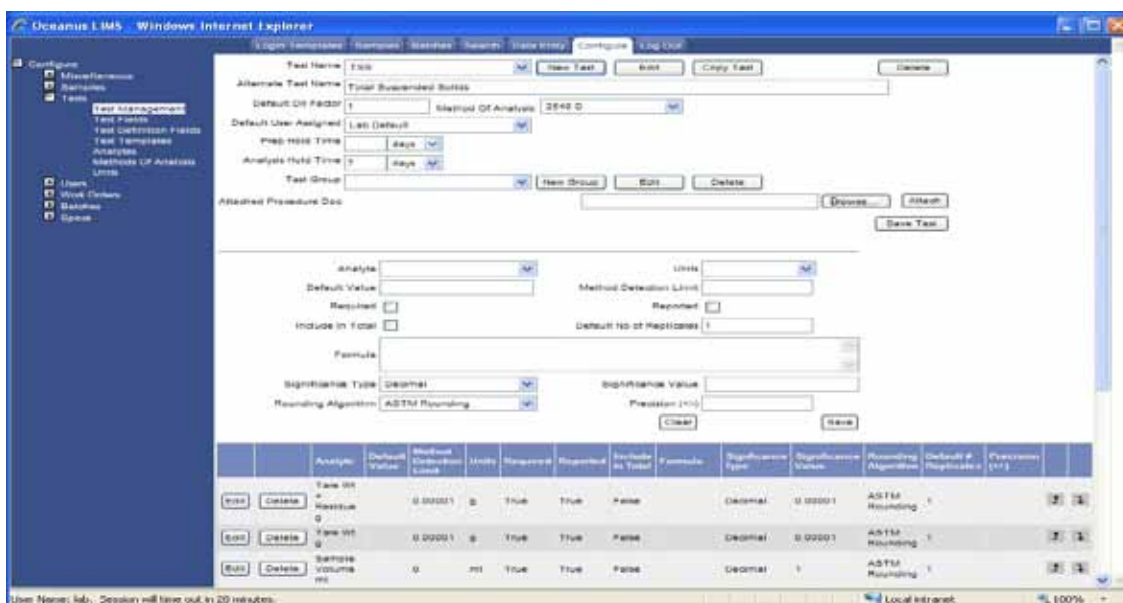 Oceanus LIMS - Windows Internet Explorer
Login Templates Samples Batches Search Data Entry Configure Log Out
Configure
Miscellaneous
Samples
Tests
Test Management
Test Fields
Test Definition Fields
Test Templates
Analytes
Methods Of Analysis
Units
Users
Work Orders
Batches
Specs
Test Name TSS New Test Edit Copy Test Delete
Alternate Test Name Total Suspended Solids
Default Dil Factor 1 Method Of Analysis 2540 D
Default User Assigned Lab Default
Prep Hold Time days
Analysis Hold Time 7 days
Test Group New Group Edit Delete
Attached Procedure Doc Browse... Attach
Save Test
Analyte Units
Default Value Method Detection Limit
Required Reported
Include In Total Default No of Replicates 1
Formula
Significance Type Decimal Significance Value
Rounding Algorithm ASTM Rounding Precision (+/-)
Clear Save
Analyte Default Value Method Detection Limit Units Required Reported Include In Total Formula Significance Type Significance Value Rounding Algorithm Default # Replicates Precision (+/-)
Edit Delete Tare Wt + Residue g 0.00001 g True True False Decimal 0.00001 ASTM Rounding 1
Edit Delete Tare Wt g 0.00001 g True True False Decimal 0.00001 ASTM Rounding 1
Edit Delete Sample Volume ml 0 ml True True False Decimal 1 ASTM Rounding 1
User Name: lab. Session will time out in 20 minutes. Local intranet 100%